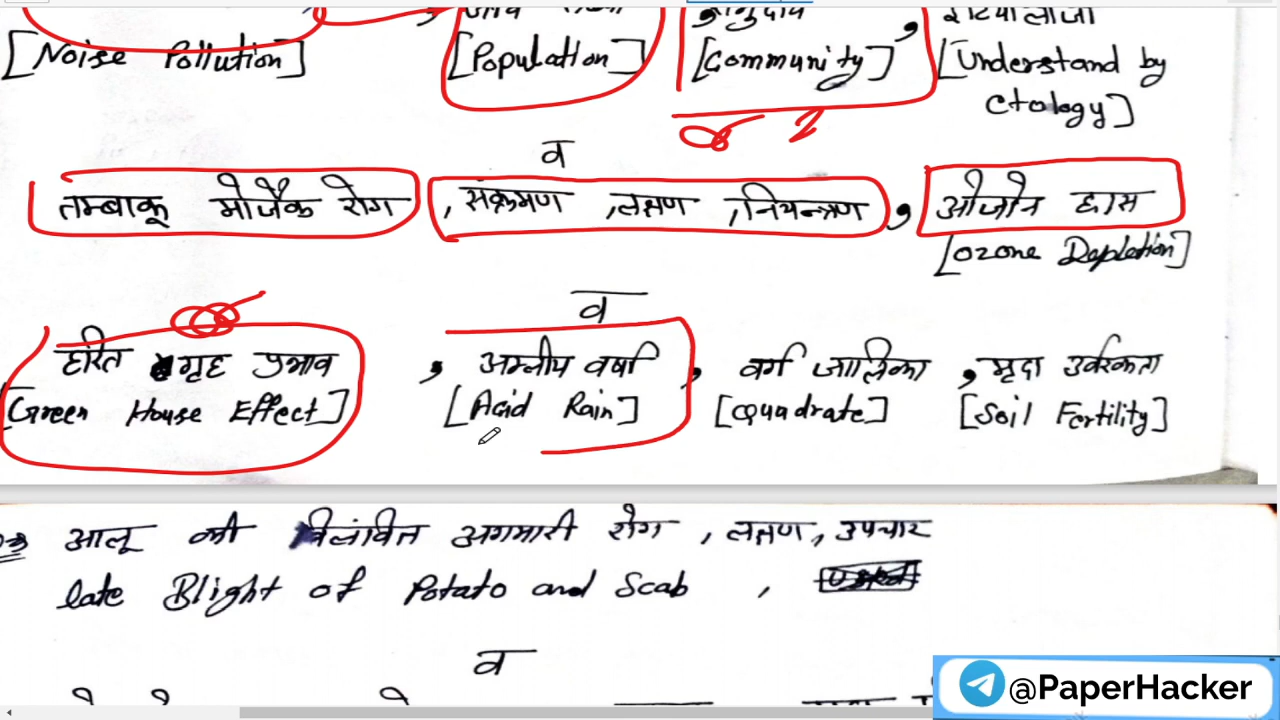 [Noise Pollution] [Population] [Community] [Understand by
Ctology]
व
तम्बाकू मोजैक रोग , संक्रमण , लक्षण , नियन्त्रण , ओजोन ह्रास
[Ozone Depletion]
व
हरित गृह प्रभाव , अम्लीय वर्षा , वर्ग जालिका , मृदा उर्वरकता
[Green House Effect] [Acid Rain] [Quadrate] [Soil Fertility]
आलू की विलंवित अगमारी रोग , लक्षण , उपचार
late Blight of Potato and Scab ,
व
@PaperHacker